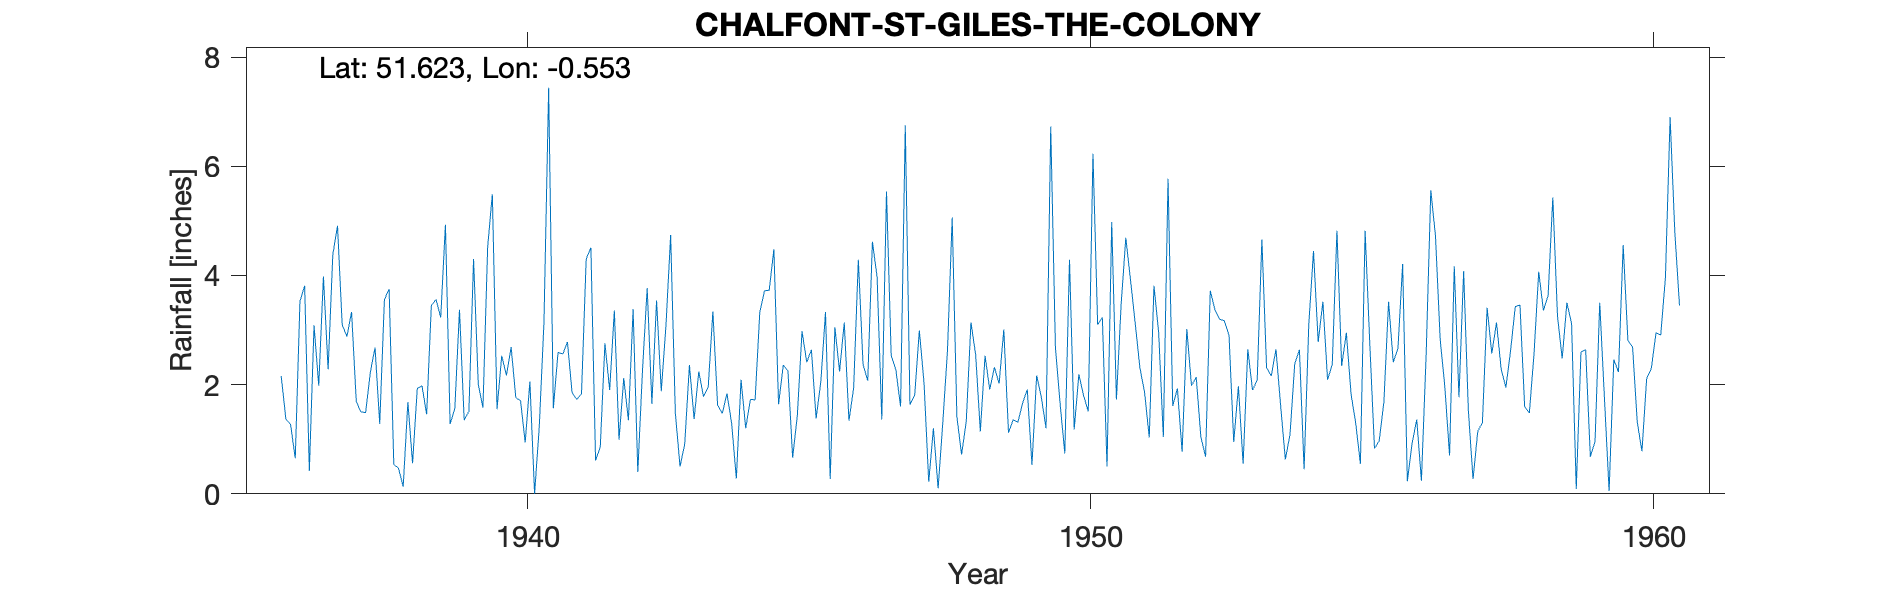 CHALFONT-ST-GILES-THE-COLONY
Lat: 51.623, Lon: -0.553
8
6
4
2
0
Rainfall [inches]
1940
1950
1960
Year